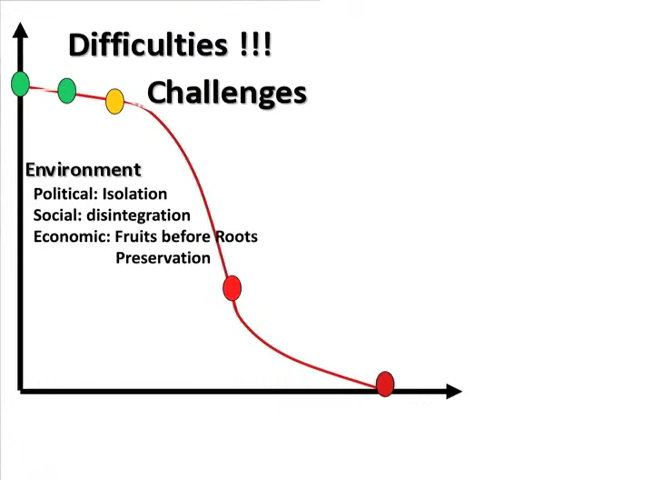 Difficulties !!!
Challenges
Environment
Political: Isolation
Social: disintegration
Economic: Fruits before Roots
Preservation